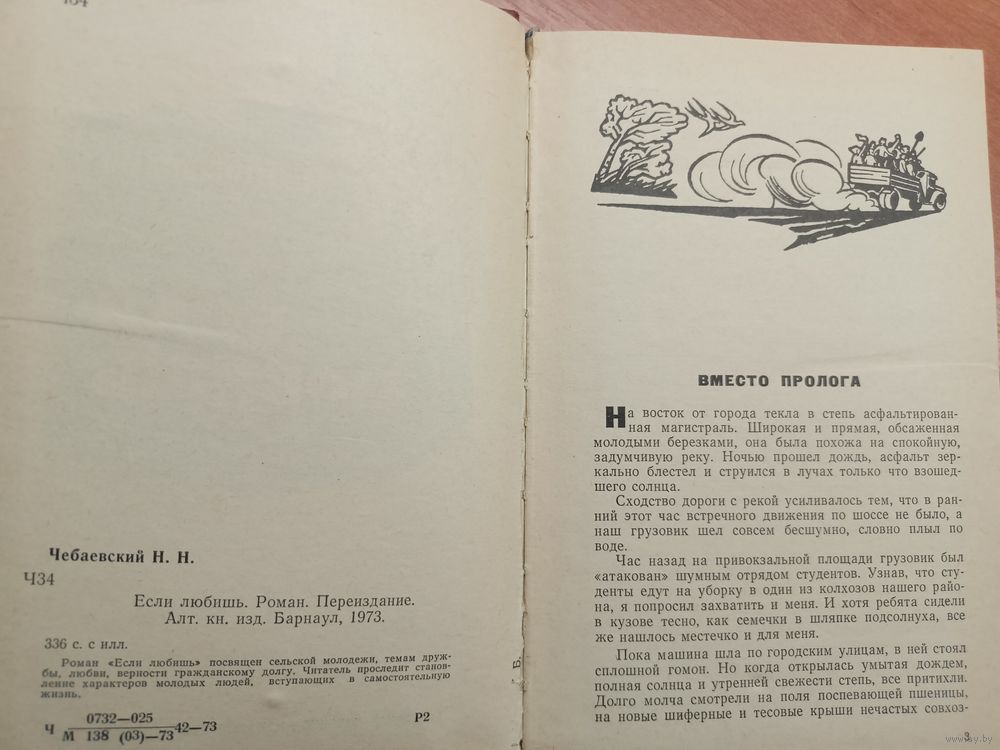 Чебаевский Н. Н.
Ч34
Если любишь. Роман. Переиздание.
Алт. кн. изд. Барнаул, 1973.
336 с. с илл.
Роман «Если любишь» посвящен сельской молодежи, темам друж-
бы, любви, верности гражданскому долгу. Читатель проследит станов-
ление характеров молодых людей, вступающих в самостоятельную
жизнь.
Ч 0732—025
М 138 (03)—73 42—73
Р2
ВМЕСТО ПРОЛОГА
На восток от города текла в степь асфальтирован-
ная магистраль. Широкая и прямая, обсаженная
молодыми березками, она была похожа на спокойную,
задумчивую реку. Ночью прошел дождь, асфальт зер-
кально блестел и струился в лучах только что взошед-
шего солнца.
Сходство дороги с рекой усиливалось тем, что в ран-
ний этот час встречного движения по шоссе не было, а
наш грузовик шел совсем бесшумно, словно плыл по
воде.
Час назад на привокзальной площади грузовик был
«атакован» шумным отрядом студентов. Узнав, что сту-
денты едут на уборку в один из колхозов нашего райо-
на, я попросил захватить и меня. И хотя ребята сидели
в кузове тесно, как семечки в шляпке подсолнуха, все
же нашлось местечко и для меня.
Пока машина шла по городским улицам, в ней стоял
сплошной гомон. Но когда открылась умытая дождем,
полная солнца и утренней свежести степь, все притихли.
Долго молча смотрели на поля поспевающей пшеницы,
на новые шиферные и тесовые крыши нечастых совхоз-
3
www.ay.by